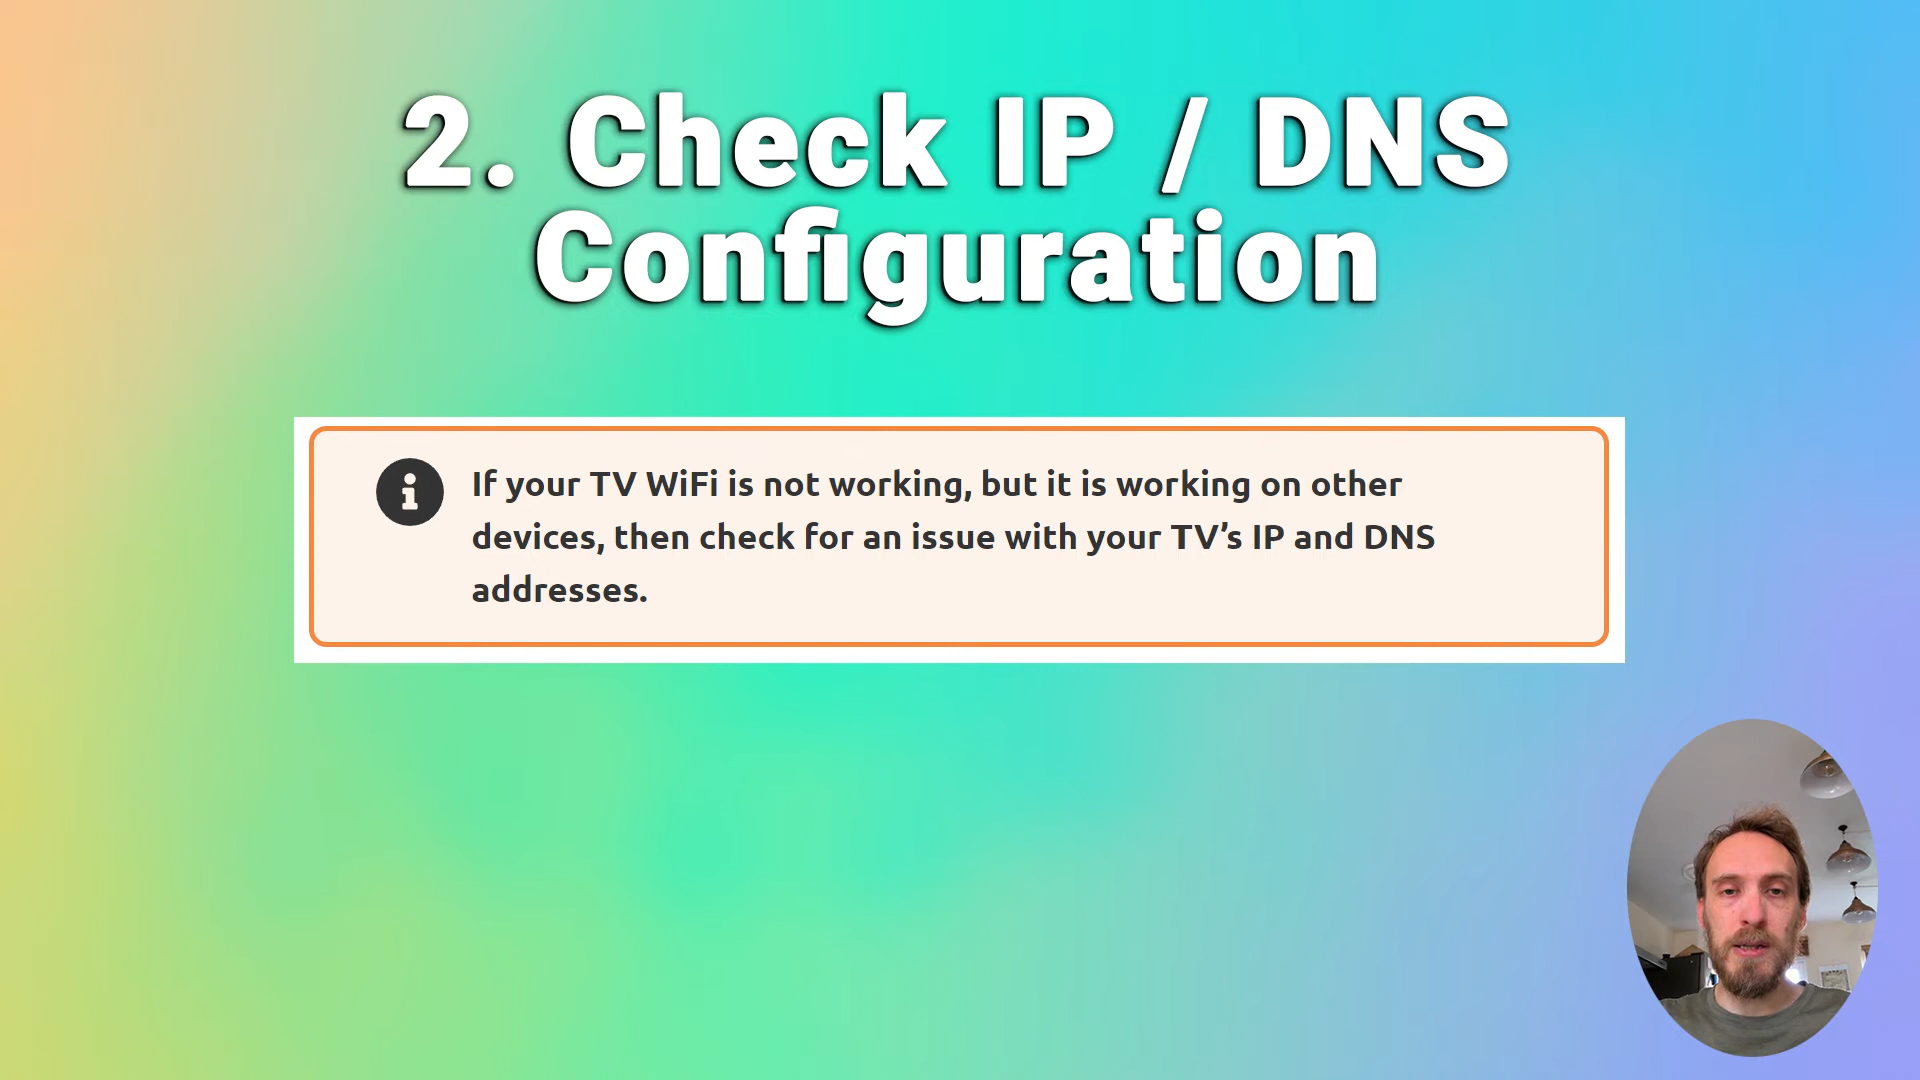 2. Check IP / DNS
Configuration
If your TV WiFi is not working, but it is working on other
devices, then check for an issue with your TV’s IP and DNS
addresses.